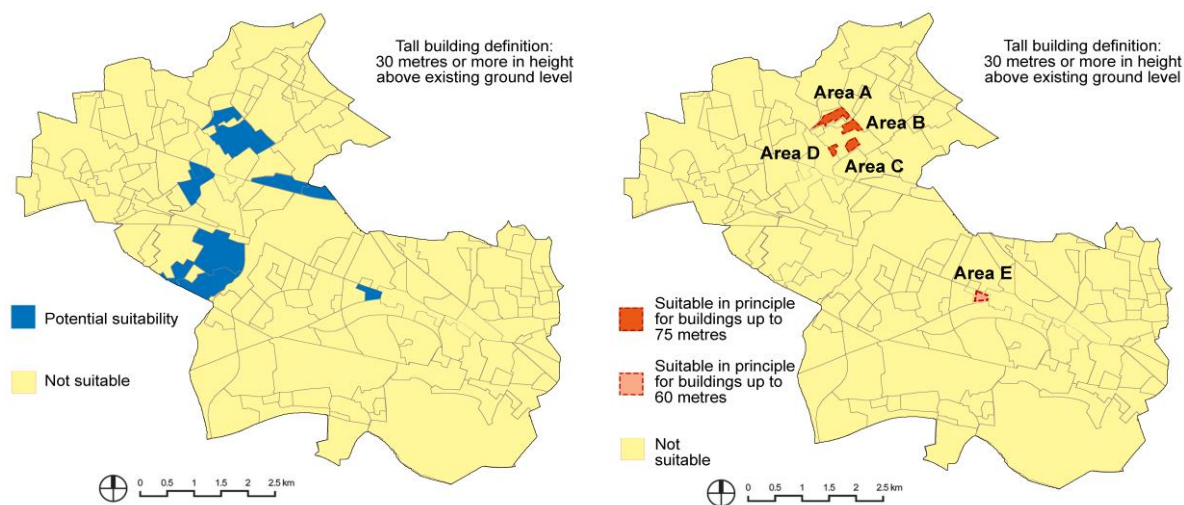 Tall building definition:
30 metres or more in height
above existing ground level
Potential suitability
Not suitable
0 0.5 1 1.5 2 2.5 km
Tall building definition:
30 metres or more in height
above existing ground level
Area A
Area B
Area D
Area C
Area E
Suitable in principle
for buildings up to
75 metres
Suitable in principle
for buildings up to
60 metres
Not
suitable
0 0.5 1 1.5 2 2.5 km